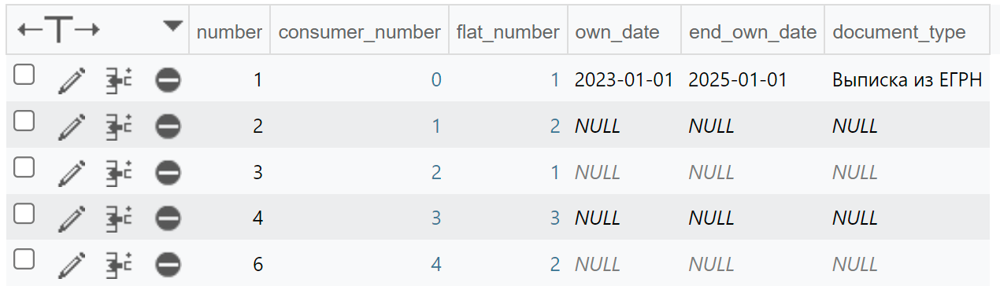 number consumer_number flat_number own_date end_own_date document_type
1 0 1 2023-01-01 2025-01-01 Выписка из ЕГРН
2 1 2 NULL NULL NULL
3 2 1 NULL NULL NULL
4 3 3 NULL NULL NULL
6 4 2 NULL NULL NULL